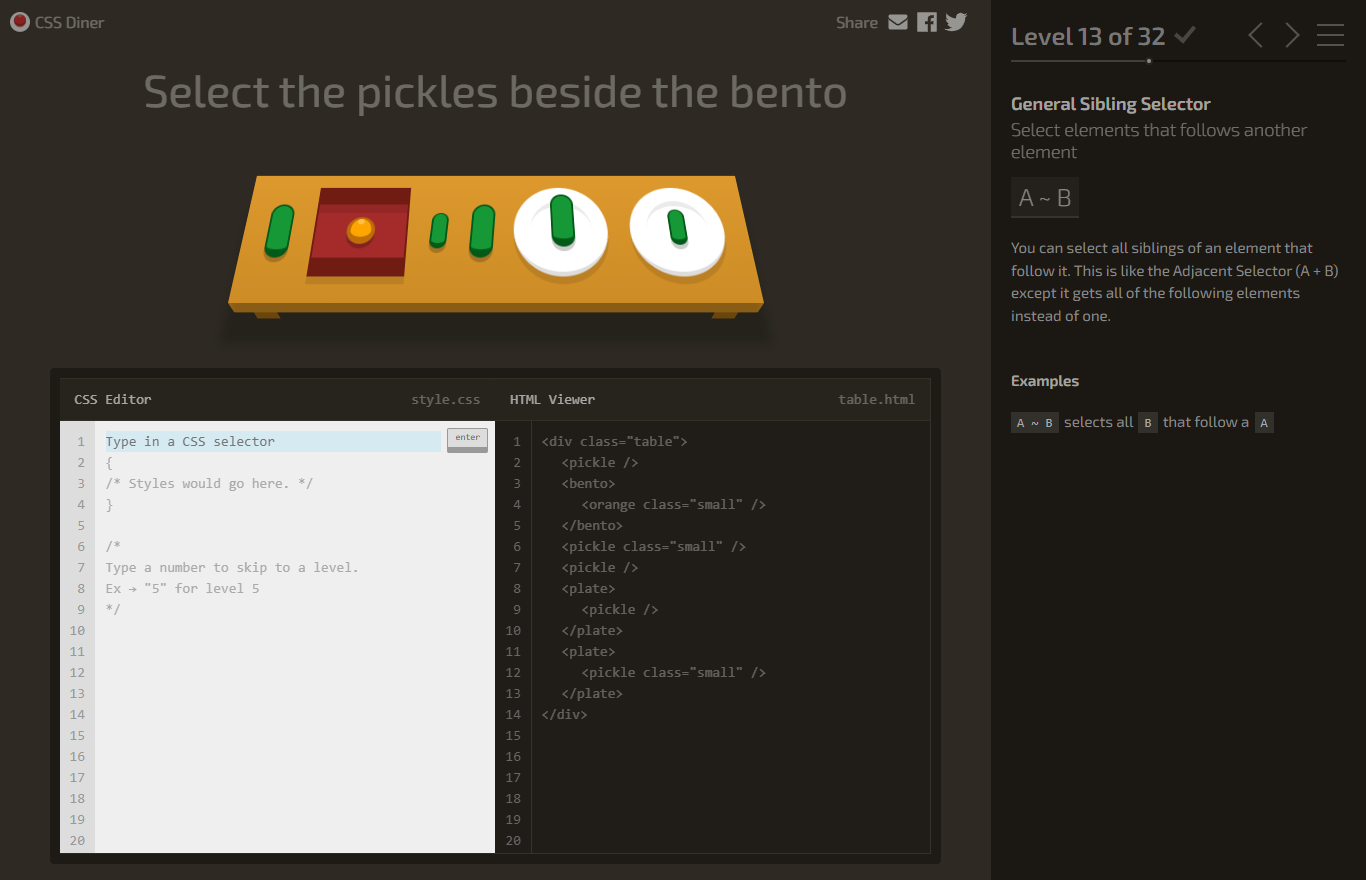 CSS Diner
Share
Select the pickles beside the bento
CSS Editor
style.css
HTML Viewer
table.html
1
2
3
4
5
6
7
8
9
10
11
12
13
14
15
16
17
18
19
20
Type in a CSS selector
enter
{
/* Styles would go here. */
}
/*
Type a number to skip to a level.
Ex → "5" for level 5
*/
1
2
3
4
5
6
7
8
9
10
11
12
13
14
15
16
17
18
19
20
<div class="table">
<pickle />
<bento>
<orange class="small" />
</bento>
<pickle class="small" />
<pickle />
<plate>
<pickle />
</plate>
<plate>
<pickle class="small" />
</plate>
</div>
Level 13 of 32
General Sibling Selector
Select elements that follows another
element
A ~ B
You can select all siblings of an element that
follow it. This is like the Adjacent Selector (A + B)
except it gets all of the following elements
instead of one.
Examples
A ~ B selects all B that follow a A